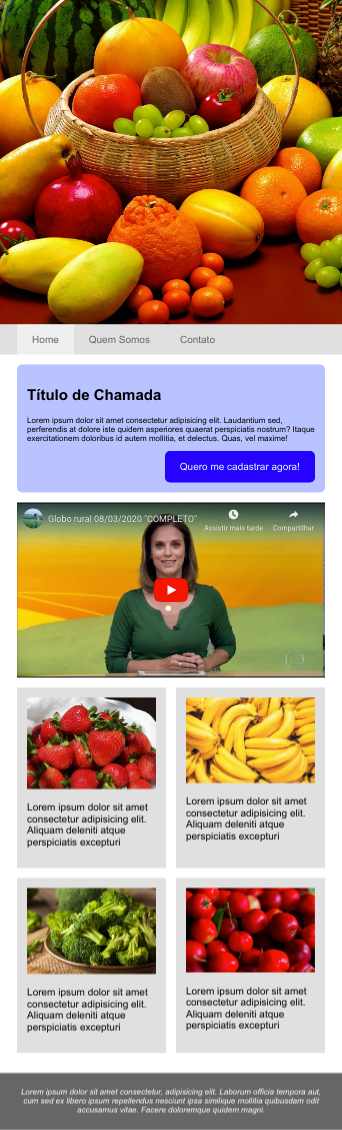 Home Quem Somos Contato
Título de Chamada
Lorem ipsum dolor sit amet consectetur adipisicing elit. Laudantium sed,
perferendis at dolore iste quidem asperiores quaerat perspiciatis nostrum? Itaque
exercitationem doloribus id autem mollitia, et delectus. Quas, vel maxime!
Quero me cadastrar agora!
Globo rural 08/03/2020 "COMPLETO"
Assistir mais tarde
Compartilhar
Lorem ipsum dolor sit amet
consectetur adipisicing elit.
Aliquam deleniti atque
perspiciatis excepturi
Lorem ipsum dolor sit amet
consectetur adipisicing elit.
Aliquam deleniti atque
perspiciatis excepturi
Lorem ipsum dolor sit amet
consectetur adipisicing elit.
Aliquam deleniti atque
perspiciatis excepturi
Lorem ipsum dolor sit amet
consectetur adipisicing elit.
Aliquam deleniti atque
perspiciatis excepturi
Lorem ipsum dolor sit amet consectetur, adipisicing elit. Laborum officia tempora aut,
cum sed ex libero ipsum repellendus nesciunt ipsa similique mollitia quibusdam odit
accusamus vitae. Facere doloremque quidem magni.